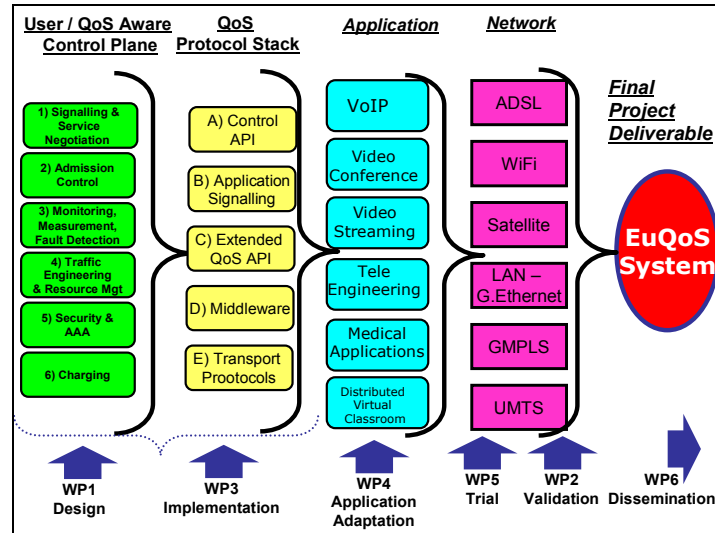 User / QoS Aware
Control Plane
QoS
Protocol Stack
Application
Network
1) Signalling &
Service
Negotiation
2) Admission
Control
3) Monitoring,
Measurement,
Fault Detection
4) Traffic
Engineering
& Resource Mgt
5) Security &
AAA
6) Charging
A) Control
API
B) Application
Signalling
C) Extended
QoS API
D) Middleware
E) Transport
Prootocols
VoIP
Video
Conference
Video
Streaming
Tele
Engineering
Medical
Applications
Distributed
Virtual
Classroom
ADSL
WiFi
Satellite
LAN –
G.Ethernet
GMPLS
UMTS
Final
Project
Deliverable
EuQoS
System
WP1
Design
WP3
Implementation
WP4
Application
Adaptation
WP5
Trial
WP2
Validation
WP6
Dissemination